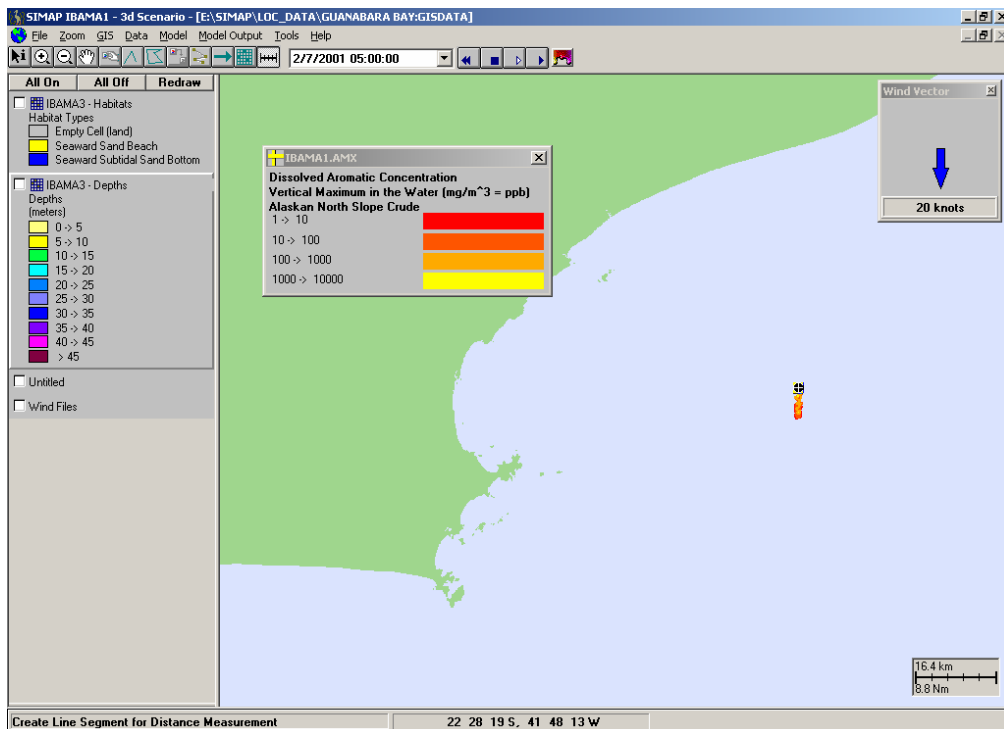 SIMAP IBAMA1 - 3d Scenario - [E:\SIMAP\LOC_DATA\GUANABARA BAY:GISDATA]
File Zoom GIS Data Model Model Output Tools Help
2/7/2001 05:00:00
All On All Off Redraw
IBAMA3 - Habitats
Habitat Types
Empty Cell (land)
Seaward Sand Beach
Seaward Subtidal Sand Bottom
IBAMA3 - Depths
Depths
(meters)
0 -> 5
5 -> 10
10 -> 15
15 -> 20
20 -> 25
25 -> 30
30 -> 35
35 -> 40
40 -> 45
> 45
Untitled
Wind Files
IBAMA1.AMX
Dissolved Aromatic Concentration
Vertical Maximum in the Water (mg/m^3 = ppb)
Alaskan North Slope Crude
1 -> 10
10 -> 100
100 -> 1000
1000 -> 10000
Wind Vector
20 knots
16.4 km
8.8 Nm
Create Line Segment for Distance Measurement
22 28 19 S, 41 48 13 W